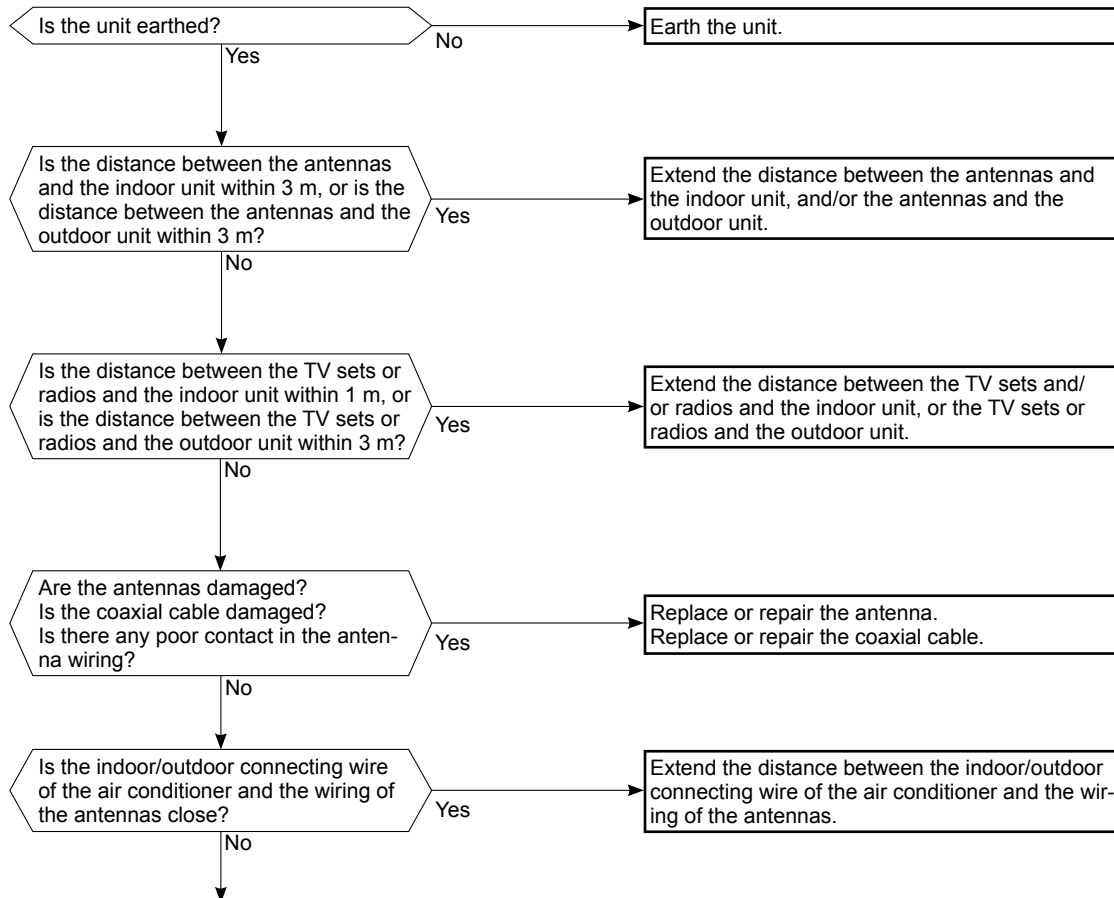 Is the unit earthed?
No
Earth the unit.
Yes
Is the distance between the antennas
and the indoor unit within 3 m, or is the
distance between the antennas and the
outdoor unit within 3 m?
Yes
Extend the distance between the antennas and
the indoor unit, and/or the antennas and the
outdoor unit.
No
Is the distance between the TV sets or
radios and the indoor unit within 1 m, or
is the distance between the TV sets or
radios and the outdoor unit within 3 m?
Yes
Extend the distance between the TV sets and/
or radios and the indoor unit, or the TV sets or
radios and the outdoor unit.
No
Are the antennas damaged?
Is the coaxial cable damaged?
Is there any poor contact in the anten-
na wiring?
Yes
Replace or repair the antenna.
Replace or repair the coaxial cable.
No
Is the indoor/outdoor connecting wire
of the air conditioner and the wiring of
the antennas close?
Yes
Extend the distance between the indoor/outdoor
connecting wire of the air conditioner and the wir-
ing of the antennas.
No